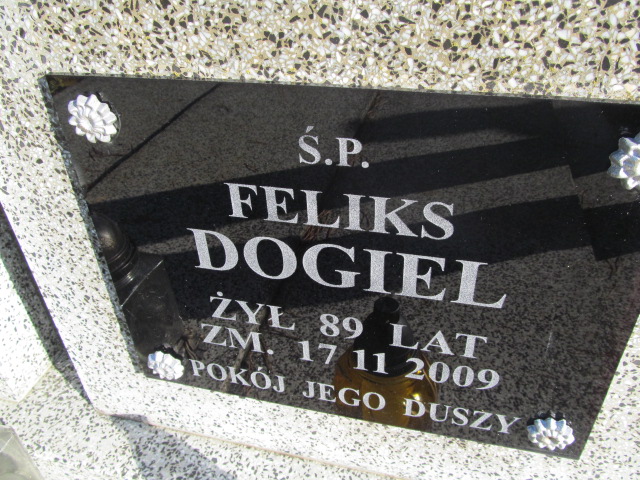 Ś.P.
FELIKS
DOGIEL
ŻYŁ 89 LAT
ZM. 17 11 2009
POKÓJ JEGO DUSZY